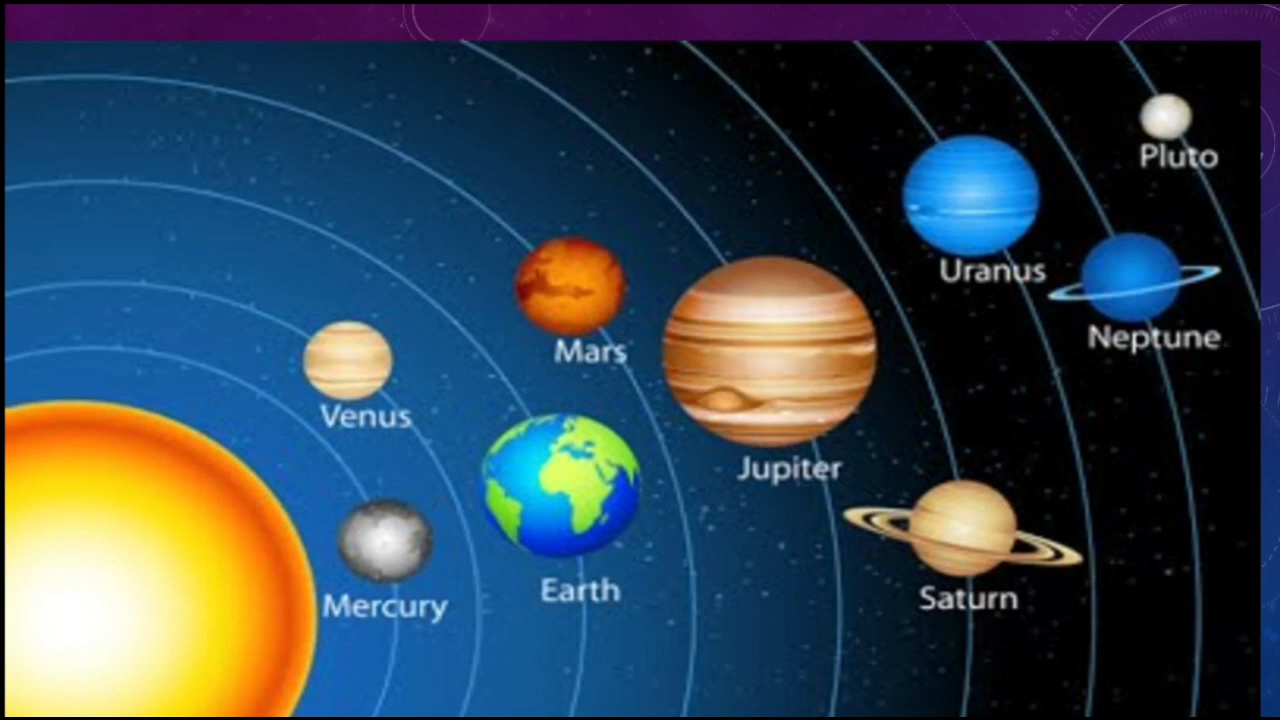 Pluto
Uranus
Neptune
Mars
Venus
Jupiter
Earth
Saturn
Mercury